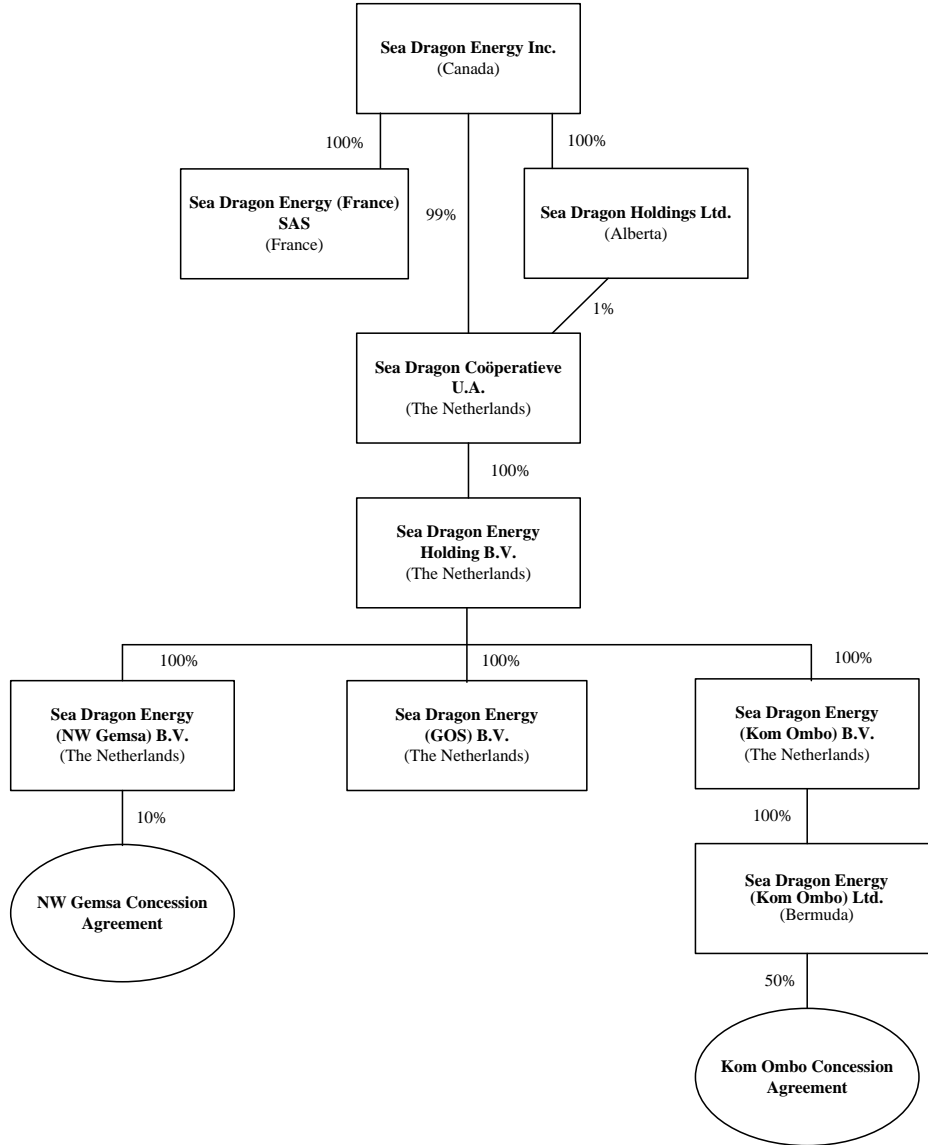 Sea Dragon Energy Inc.
(Canada)
100%
100%
99%
Sea Dragon Energy (France)
SAS
(France)
Sea Dragon Holdings Ltd.
(Alberta)
1%
Sea Dragon Coöperatieve
U.A.
(The Netherlands)
100%
Sea Dragon Energy
Holding B.V.
(The Netherlands)
100%
100%
100%
Sea Dragon Energy
(NW Gemsa) B.V.
(The Netherlands)
Sea Dragon Energy
(GOS) B.V.
(The Netherlands)
Sea Dragon Energy
(Kom Ombo) B.V.
(The Netherlands)
10%
100%
NW Gemsa Concession
Agreement
Sea Dragon Energy
(Kom Ombo) Ltd.
(Bermuda)
50%
Kom Ombo Concession
Agreement